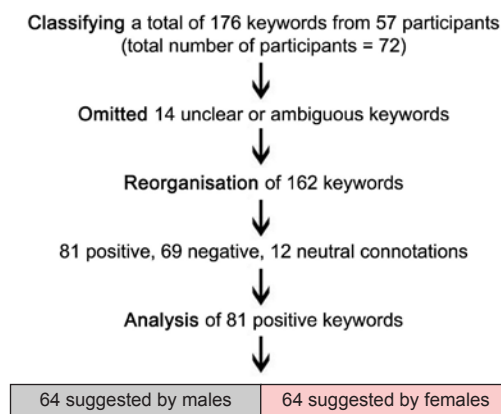 Classifying a total of 176 keywords from 57 participants
(total number of participants = 72)
Omitted 14 unclear or ambiguous keywords
Reorganisation of 162 keywords
81 positive, 69 negative, 12 neutral connotations
Analysis of 81 positive keywords
64 suggested by males
64 suggested by females